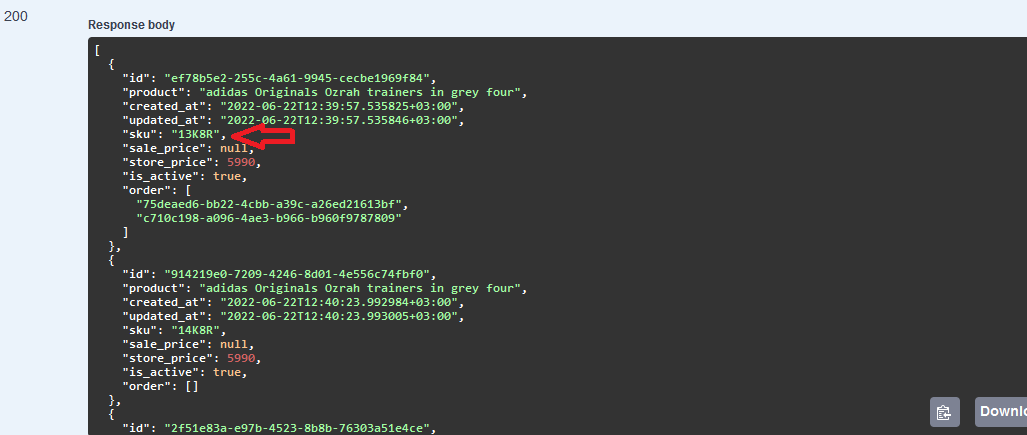 200
Response body
[
{
"id": "ef78b5e2-255c-4a61-9945-cecbe1969f84",
"product": "adidas Originals Ozrah trainers in grey four",
"created_at": "2022-06-22T12:39:57.535825+03:00",
"updated_at": "2022-06-22T12:39:57.535846+03:00",
"sku": "13K8R",
"sale_price": null,
"store_price": 5990,
"is_active": true,
"order": [
"75deaed6-bb22-4cbb-a39c-a26ed21613bf",
"c710c198-a096-4ae3-b966-b960f9787809"
]
},
{
"id": "914219e0-7209-4246-8d01-4e556c74fbf0",
"product": "adidas Originals Ozrah trainers in grey four",
"created_at": "2022-06-22T12:40:23.992984+03:00",
"updated_at": "2022-06-22T12:40:23.993005+03:00",
"sku": "14K8R",
"sale_price": null,
"store_price": 5990,
"is_active": true,
"order": []
},
{
"id": "2f51e83a-e97b-4523-8b8b-76303a51e4ce",
Downlo